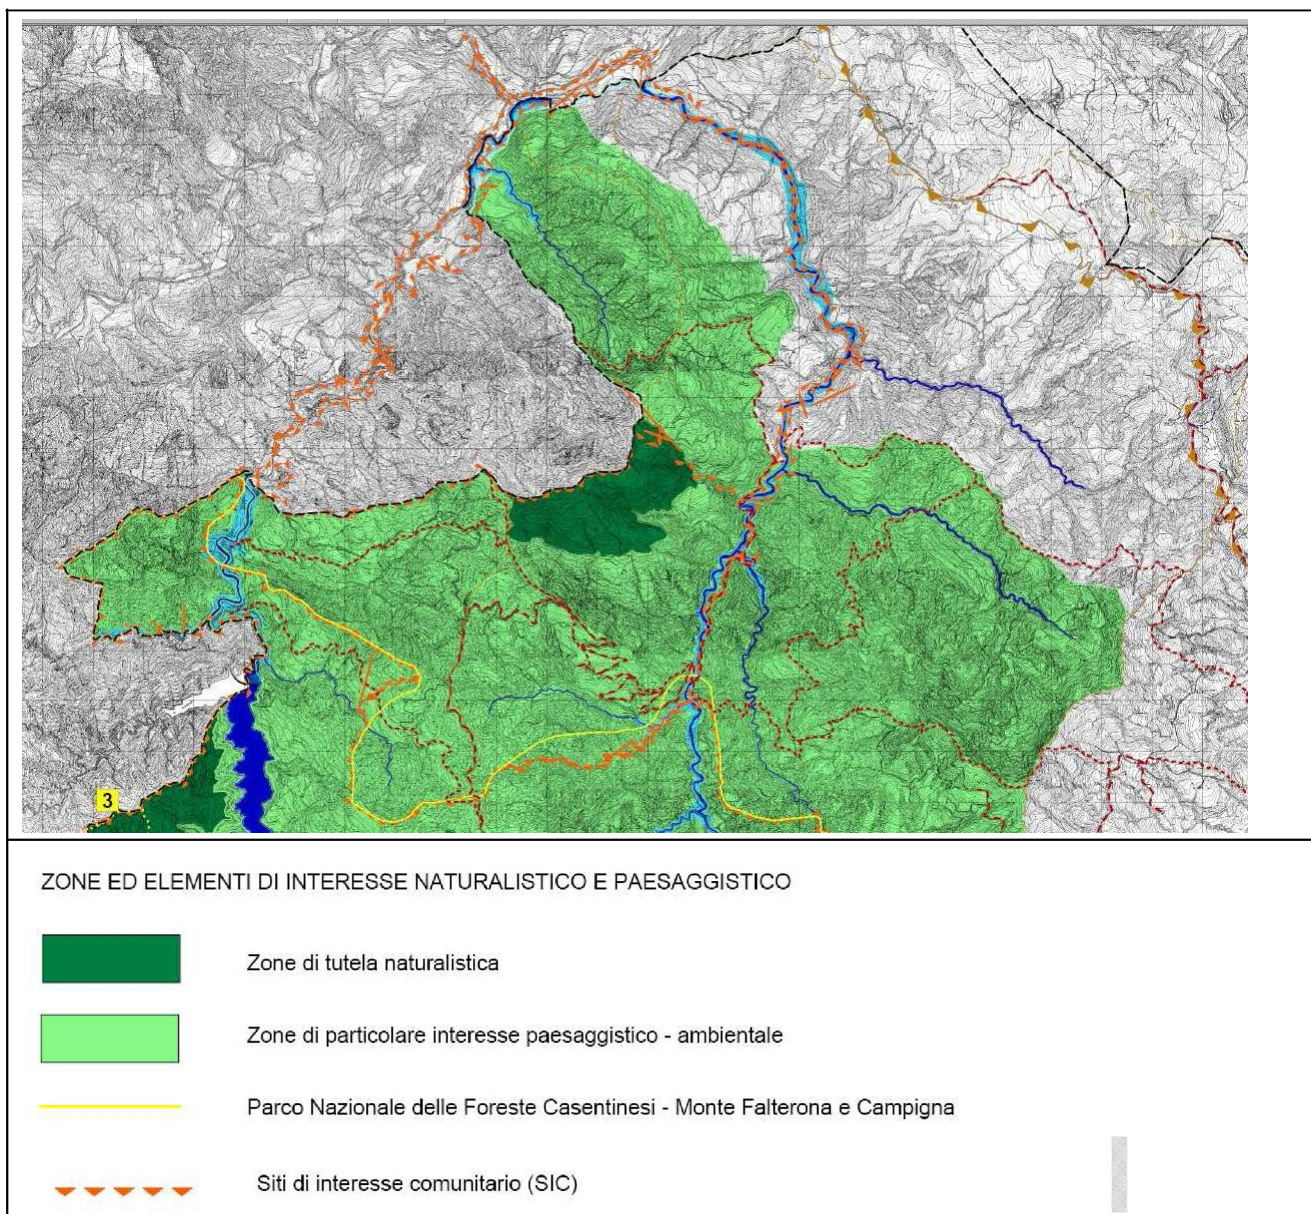 3
ZONE ED ELEMENTI DI INTERESSE NATURALISTICO E PAESAGGISTICO
Zone di tutela naturalistica
Zone di particolare interesse paesaggistico - ambientale
Parco Nazionale delle Foreste Casentinesi - Monte Falterona e Campigna
Siti di interesse comunitario (SIC)